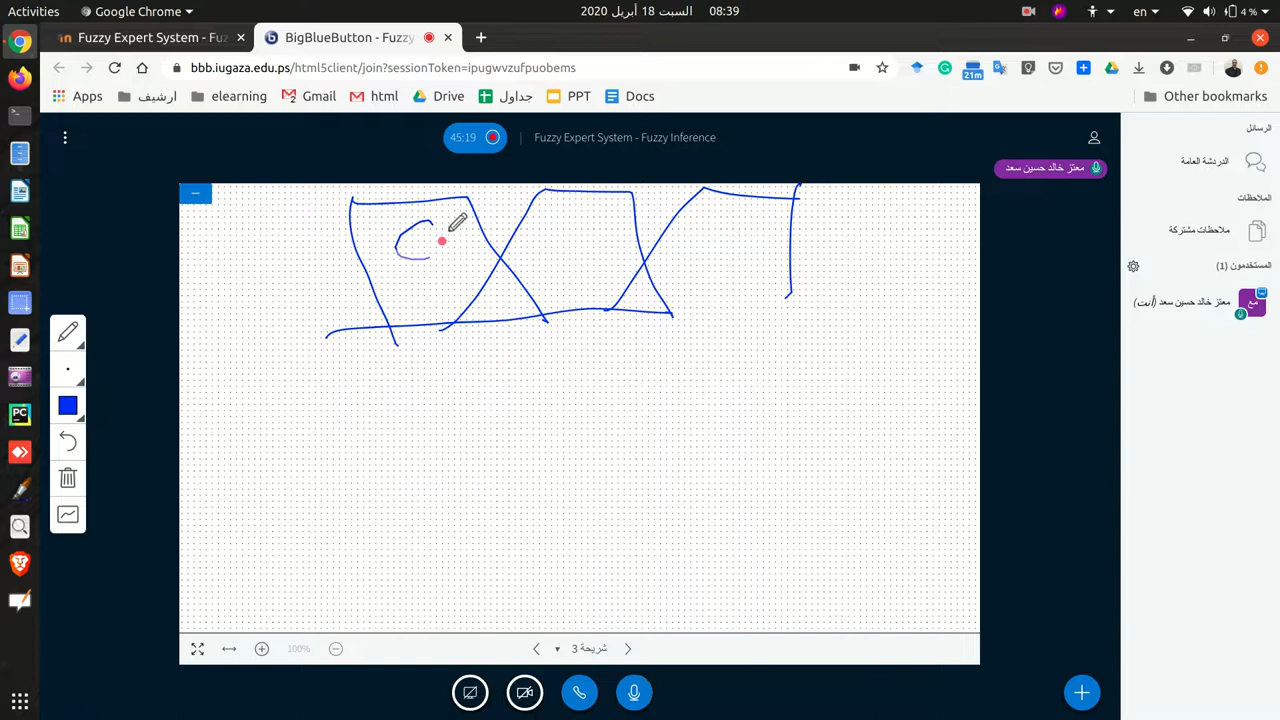 Activities Google Chrome 2020 السبت 18 أبريل 08:39 en 4 %
Fuzzy Expert System - Fuz BigBlueButton - Fuzzy
bbb.iugaza.edu.ps/html5client/join?sessionToken=ipugwvzufpuobems 21m
Apps ارشيف elearning Gmail html Drive جداول PPT Docs Other bookmarks
45:19 Fuzzy Expert System - Fuzzy Inference
معتز خالد حسين سعد
C
100% شريحة 3
الرسائل
الدردشة العامة
الملاحظات
ملاحظات مشتركة
المستخدمون (1)
مع معتز خالد حسين سعد (أنت)
PC